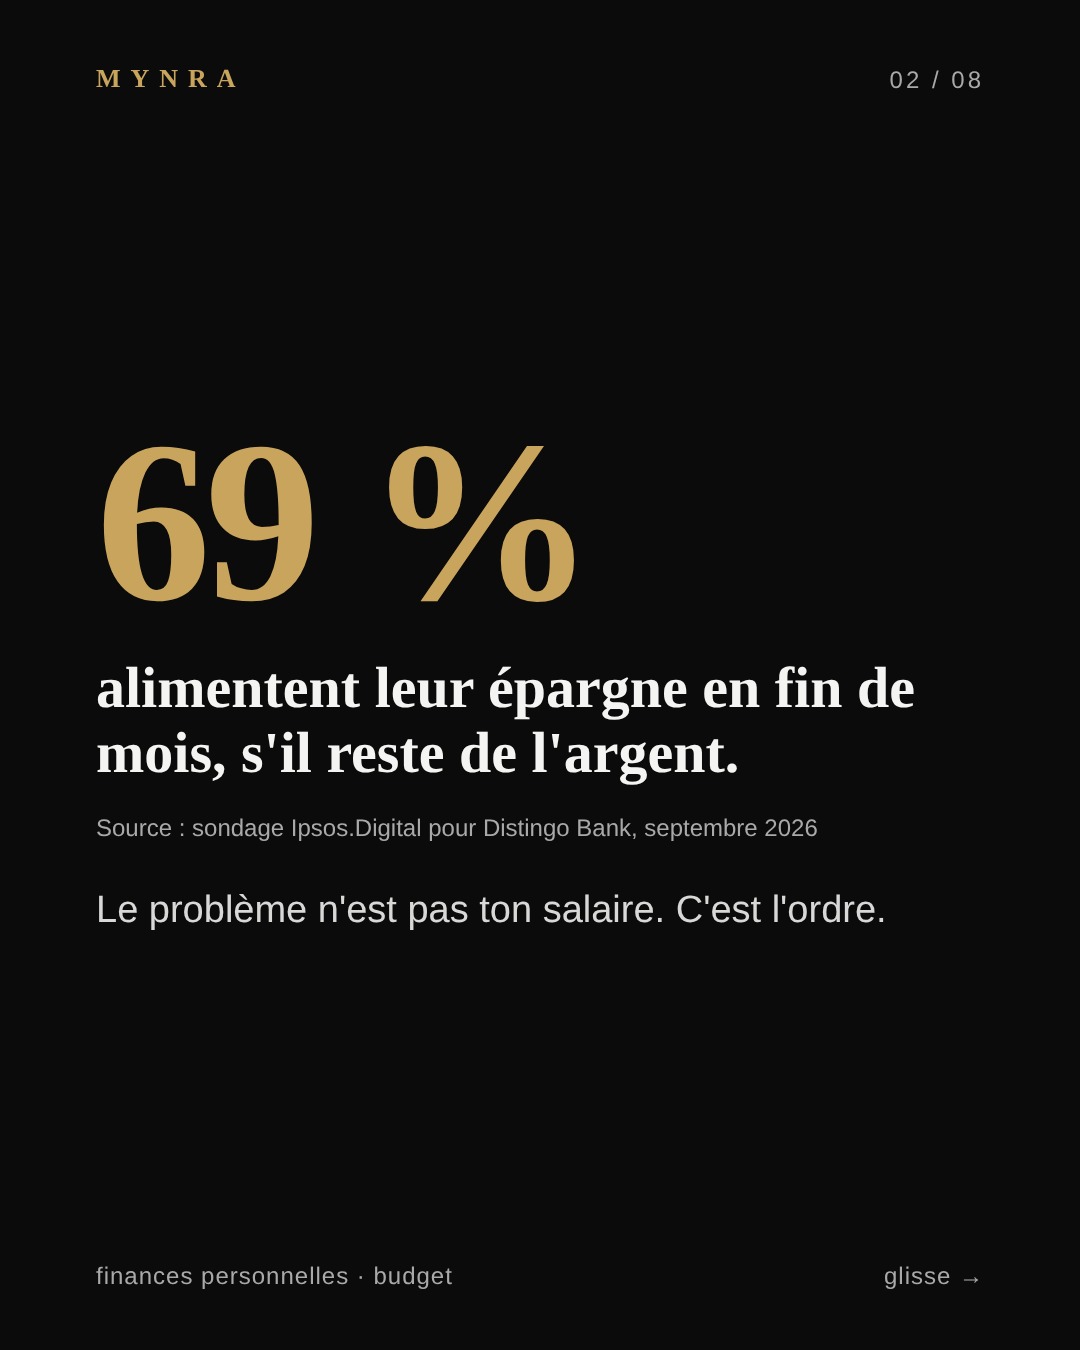 MYNRA
02 / 08
69 %
alimentent leur épargne en fin de
mois, s'il reste de l'argent.
Source : sondage Ipsos.Digital pour Distingo Bank, septembre 2026
Le problème n'est pas ton salaire. C'est l'ordre.
finances personnelles · budget
glisse →